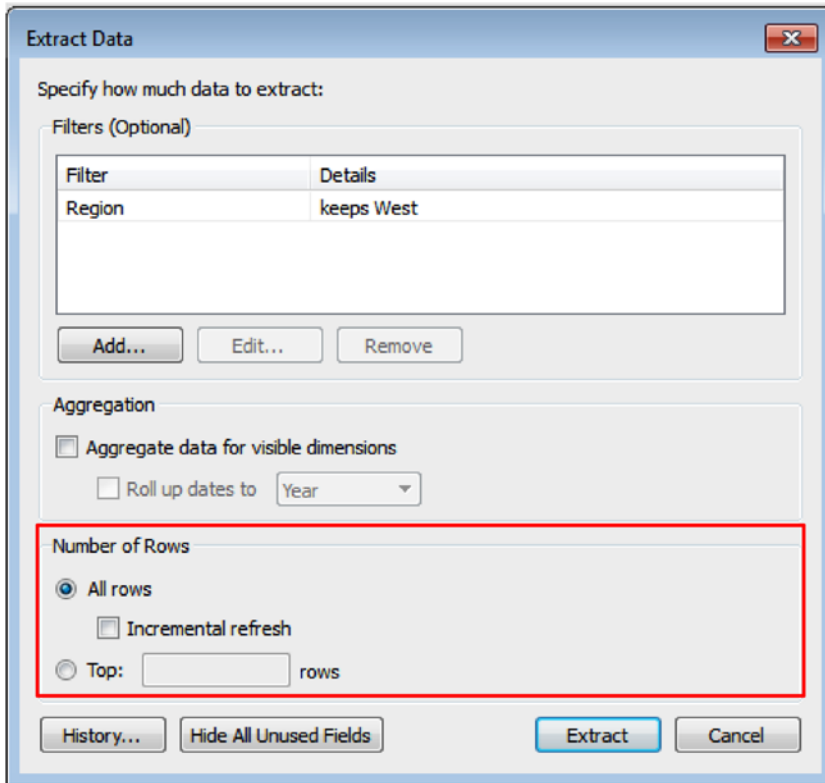 Extract Data
Specify how much data to extract:
Filters (Optional)
Filter Details
Region keeps West
Add... Edit... Remove
Aggregation
Aggregate data for visible dimensions
Roll up dates to Year
Number of Rows
All rows
Incremental refresh
Top: rows
History... Hide All Unused Fields Extract Cancel